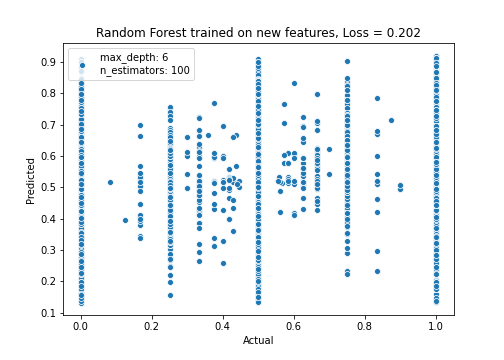 Random Forest trained on new features, Loss = 0.202
max_depth: 6
n_estimators: 100
Predicted
0.9
0.8
0.7
0.6
0.5
0.4
0.3
0.2
0.1
0.0 0.2 0.4 0.6 0.8 1.0
Actual